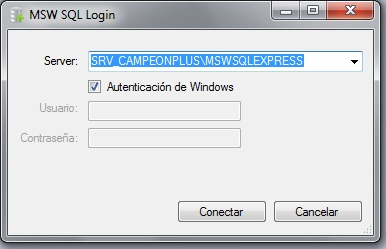 MSW SQL Login
Server: SRV_CAMPEONPLUS\MSWSQLEXPRESS
Autenticación de Windows
Usuario:
Contraseña:
Conectar Cancelar